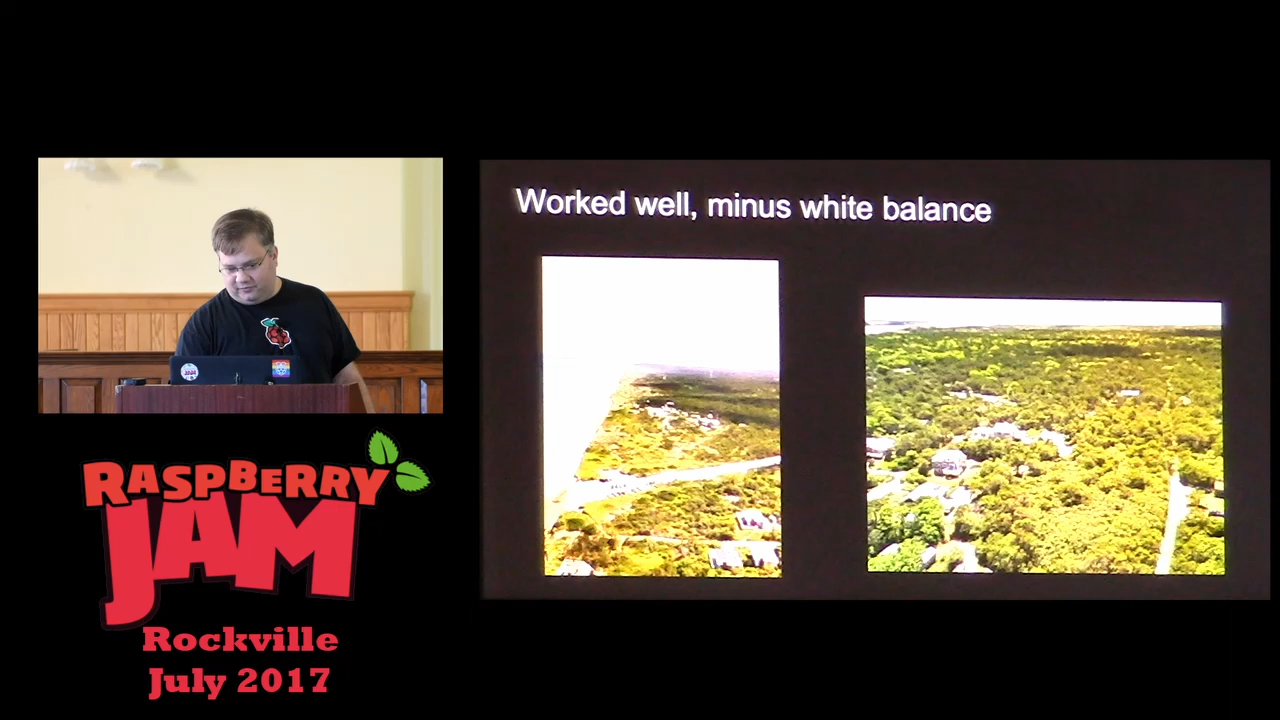 Worked well, minus white balance
RASPBERRY
JAM
Rockville
July 2017